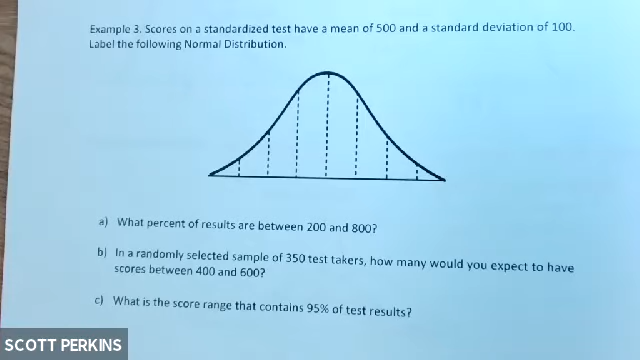 Example 3. Scores on a standardized test have a mean of 500 and a standard deviation of 100.
Label the following Normal Distribution.
a) What percent of results are between 200 and 800?
b) In a randomly selected sample of 350 test takers, how many would you expect to have
scores between 400 and 600?
c) What is the score range that contains 95% of test results?
SCOTT PERKINS